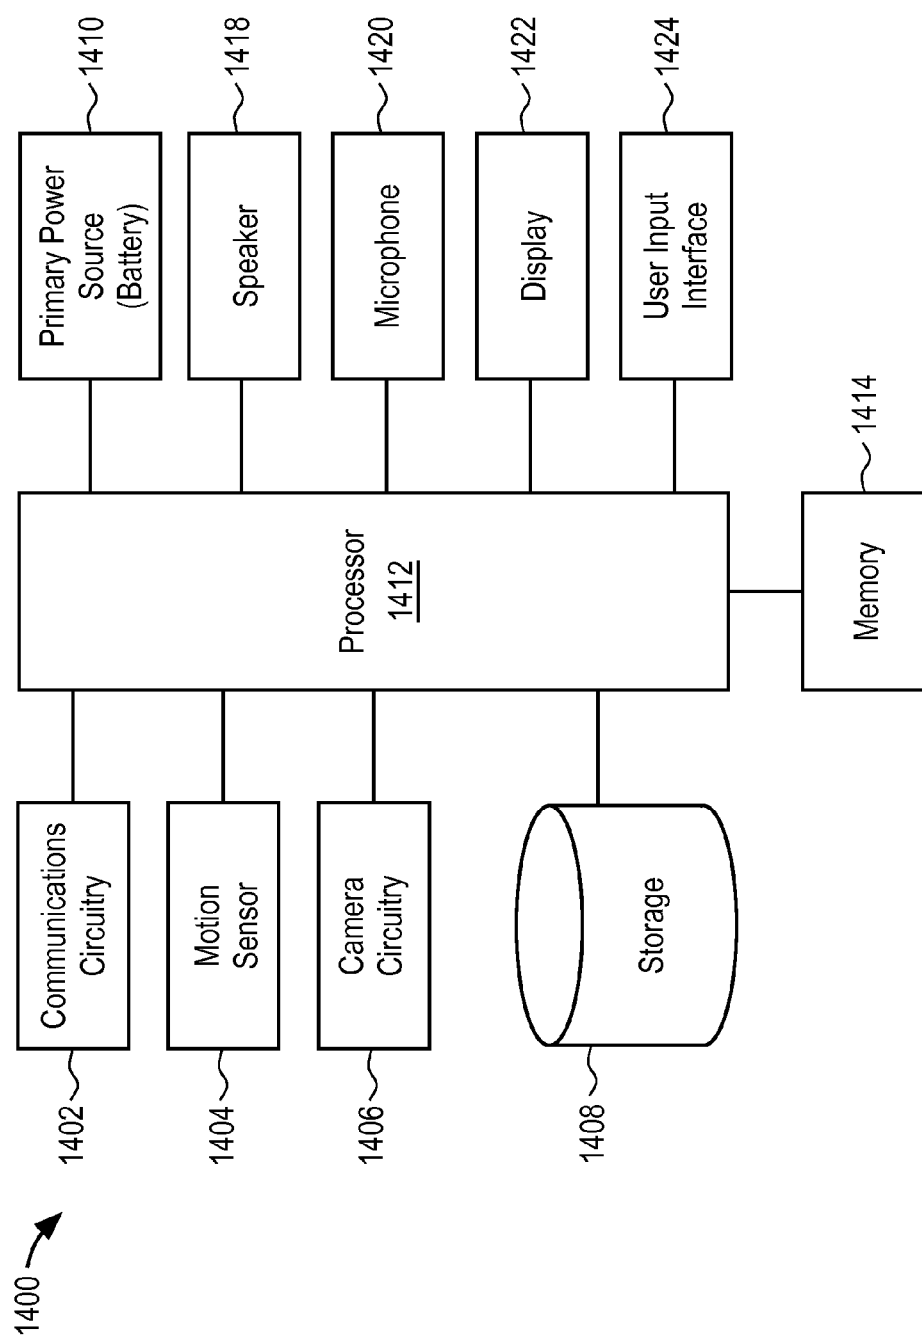 1400
1402
Communications
Circuitry
1404
Motion
Sensor
1406
Camera
Circuitry
1408
Storage
Processor
1412
Memory
1414
Primary Power
Source
(Battery)
1410
Speaker
1418
Microphone
1420
Display
1422
User Input
Interface
1424